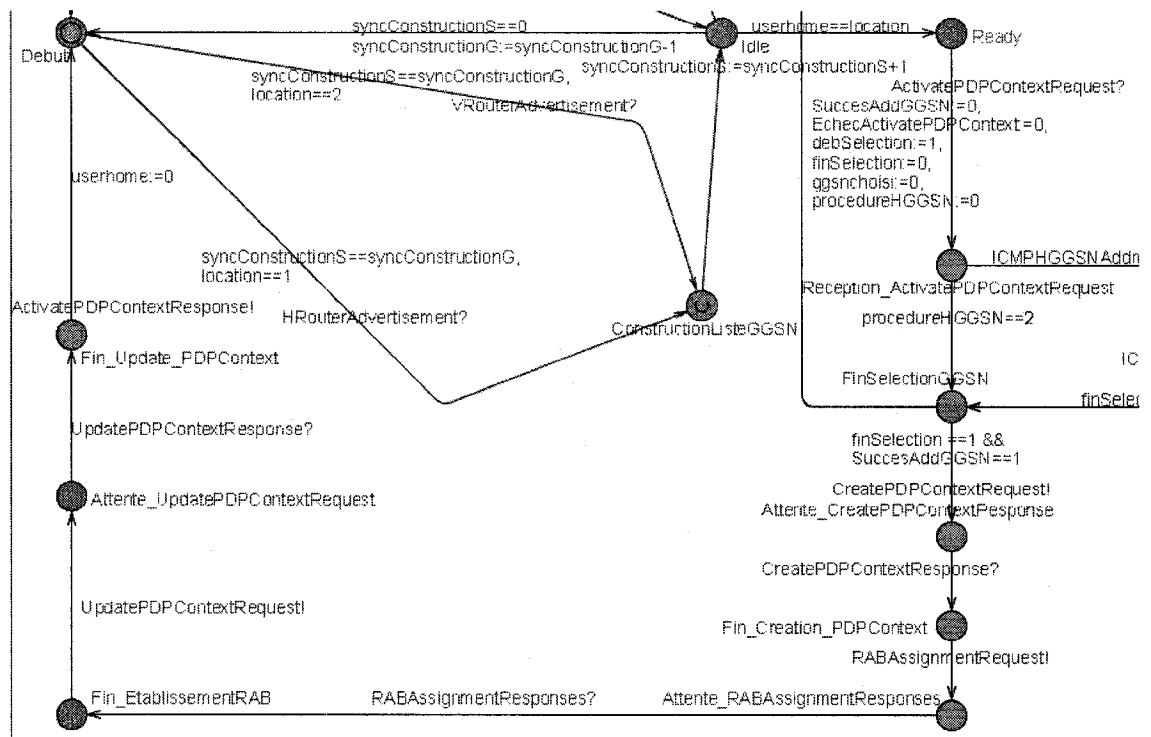 syncConstructionS==0
userhome==location
Debut
syncConstructionG:=syncConstructionG-1
Idle
Ready
syncConstructionS:=syncConstructionS+1
syncConstructionS==syncConstructionG,
location==2
VRouterAdvertisement?
ActivatePDPContextRequest?
SuccesAddGGSN:=0,
EchecActivatePDPContext:=0,
debSelection:=1,
finSelection:=0,
ggsnchoisi:=0,
procedureHGGSN:=0
userhome:=0
syncConstructionS==syncConstructionG,
location==1
ICMPHGGSNAddr
Reception_ActivatePDPContextRequest
ActivatePDPContextResponse!
HRouterAdvertisement?
ConstructionListeGGSN
procedureHGGSN==2
Fin_Update_PDPContext
IC
FinSelectionGGSN
finSele
UpdatePDPContextResponse?
finSelection ==1 &&
SuccesAddGGSN==1
CreatePDPContextRequest!
Attente_UpdatePDPContextRequest
Attente_CreatePDPContextResponse
CreatePDPContextResponse?
UpdatePDPContextRequest!
Fin_Creation_PDPContext
RABAssignmentRequest!
Fin_EtablissementRAB
RABAssignmentResponses?
Attente_RABAssignmentResponses